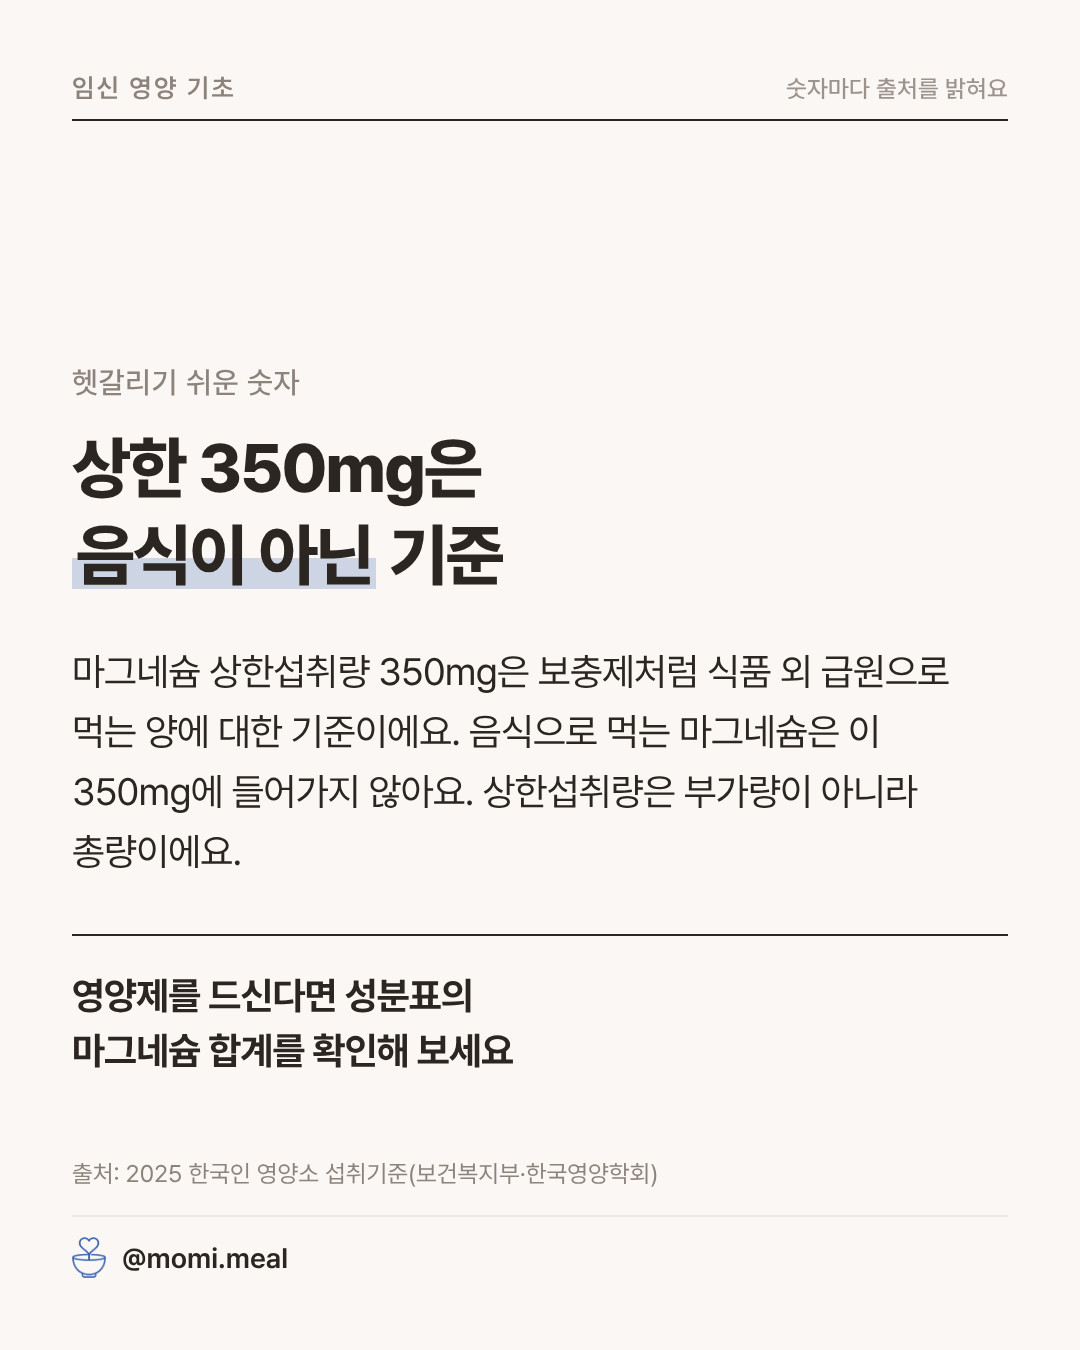 임신 영양 기초
숫자마다 출처를 밝혀요
헷갈리기 쉬운 숫자
상한 350mg은
음식이 아닌 기준
마그네슘 상한섭취량 350mg은 보충제처럼 식품 외 급원으로
먹는 양에 대한 기준이에요. 음식으로 먹는 마그네슘은 이
350mg에 들어가지 않아요. 상한섭취량은 부가량이 아니라
총량이에요.
영양제를 드신다면 성분표의
마그네슘 합계를 확인해 보세요
출처: 2025 한국인 영양소 섭취기준(보건복지부·한국영양학회)
@momi.meal